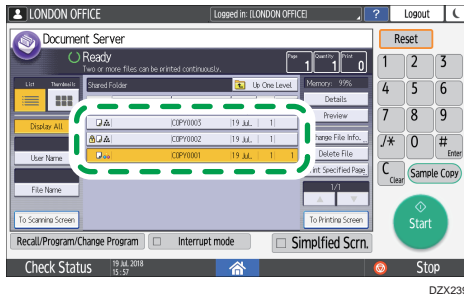 LONDON OFFICE
Logged in: [LONDON OFFICE]
?
Logout
Document Server
Ready
Two or more files can be printed continuously.
Page
1
Quantity
1
Print
0
List
Thumbnails
Shared Folder
Up One Level
Memory: 99%
Details
Preview
Display All
COPY0003
19 Jul.
1
COPY0002
19 Jul.
1
COPY0001
19 Jul.
1
1
hange File Info.
Delete File
int Specified Page
User Name
File Name
1/1
To Scanning Screen
To Printing Screen
Recall/Program/Change Program
Interrupt mode
Simplfied Scrn.
Check Status
19 Jul. 2018
15:57
Stop
Reset
1
2
3
4
5
6
7
8
9
./*
0
#
Enter
C
Clear
Sample Copy
Start
DZX239